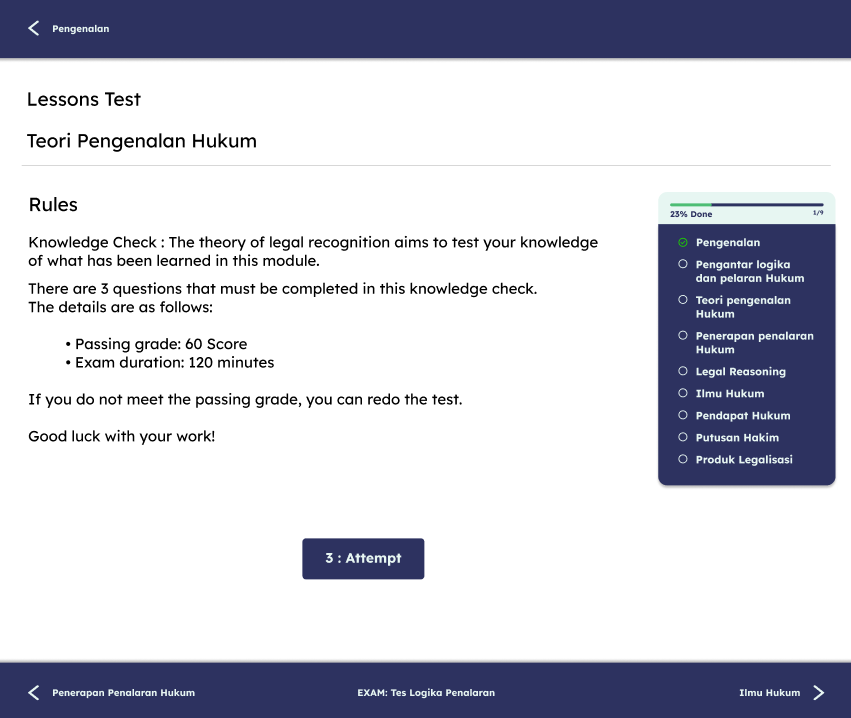 Pengenalan
Lessons Test
Teori Pengenalan Hukum
Rules
Knowledge Check : The theory of legal recognition aims to test your knowledge
of what has been learned in this module.
There are 3 questions that must be completed in this knowledge check.
The details are as follows:
• Passing grade: 60 Score
• Exam duration: 120 minutes
If you do not meet the passing grade, you can redo the test.
Good luck with your work!
3 : Attempt
23% Done
1/9
Pengenalan
Pengantar logika
dan pelaran Hukum
Teori pengenalan
Hukum
Penerapan penalaran
Hukum
Legal Reasoning
Ilmu Hukum
Pendapat Hukum
Putusan Hakim
Produk Legalisasi
Penerapan Penalaran Hukum
EXAM: Tes Logika Penalaran
Ilmu Hukum